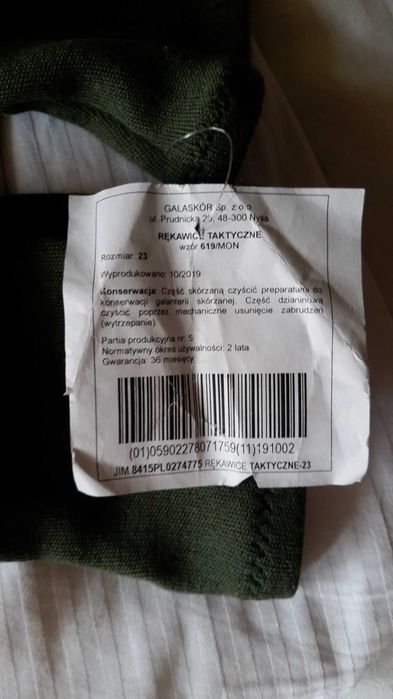 GALASKÓR Sp. z o.o
ul. Prudnicka 25, 48-300 Nysa
RĘKAWICE TAKTYCZNE
wzór 619/MON
Rozmiar: 23
Wyprodukowano: 10/2019
Konserwacja: Część skórzaną czyścić preparatami do
konserwacji galanterii skórzanej. Część dzianinową
czyścić poprzez mechaniczne usunięcie zabrudzań
(wytrzepanie).
Partia produkcyjna nr: 5
Normatywny okres używalności: 2 lata
Gwarancja: 36 miesięcy
(01)05902278071759(11)191002
JIM 8415PL0274775 RĘKAWICE TAKTYCZNE-23